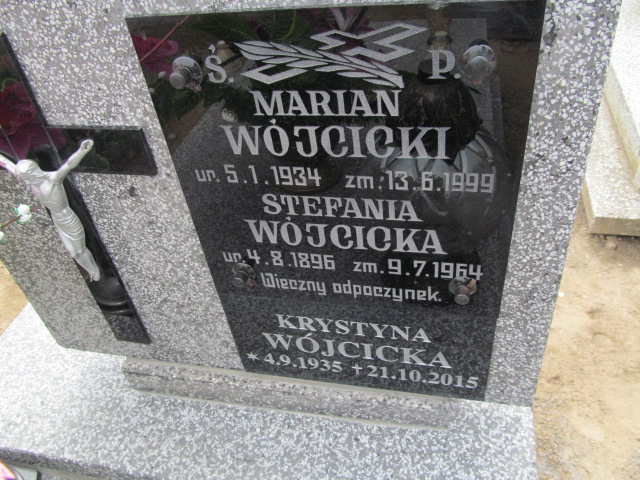 Ś. P.
MARIAN
WÓJCICKI
ur. 5.1.1934 zm. 13.6.1999
STEFANIA
WÓJCICKA
ur. 4.8.1896 zm. 9.7.1964
Wieczny odpoczynek.
KRYSTYNA
WÓJCICKA
* 4.9.1935 + 21.10.2015